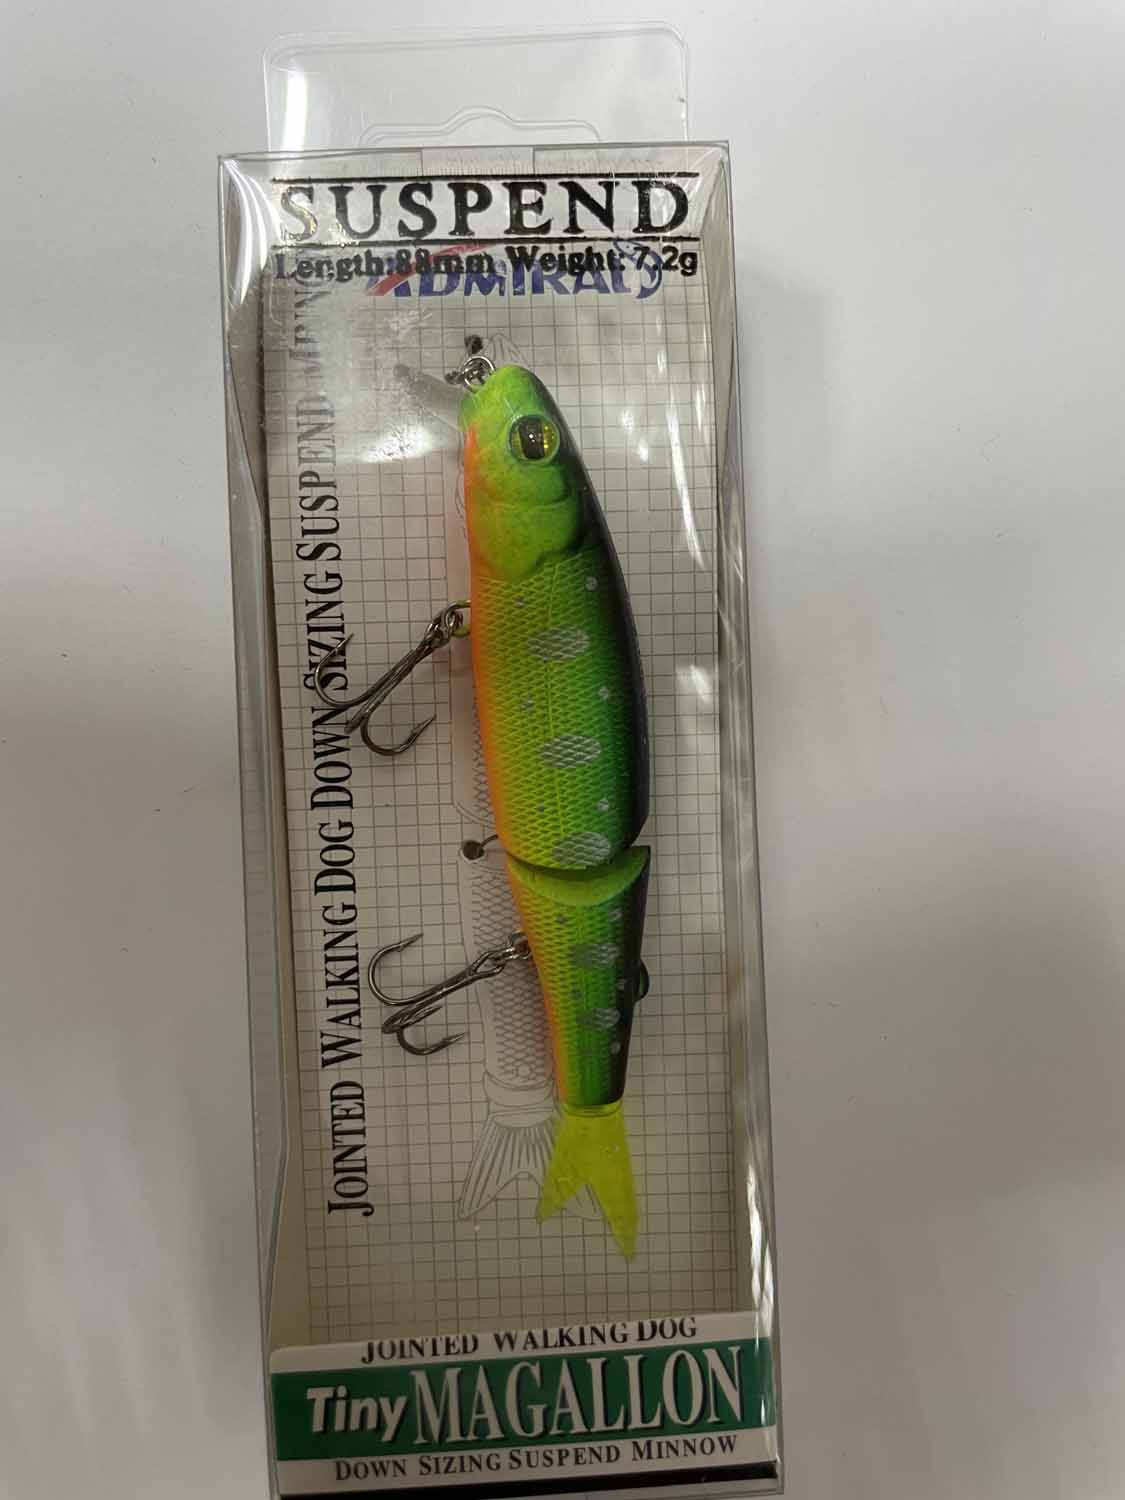 SUSPEND
Length:88mm Weight:7.2g
ADMIRAL
JOINTED WALKING DOG DOWN SIZING SUSPEND
JOINTED WALKING DOG
Tiny MAGALLON
DOWN SIZING SUSPEND MINNOW